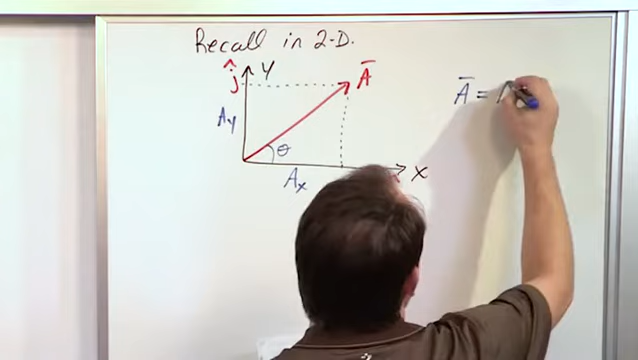 Recall in 2-D.
ĵ y Ā
Ay
θ
Ax x
Ā =